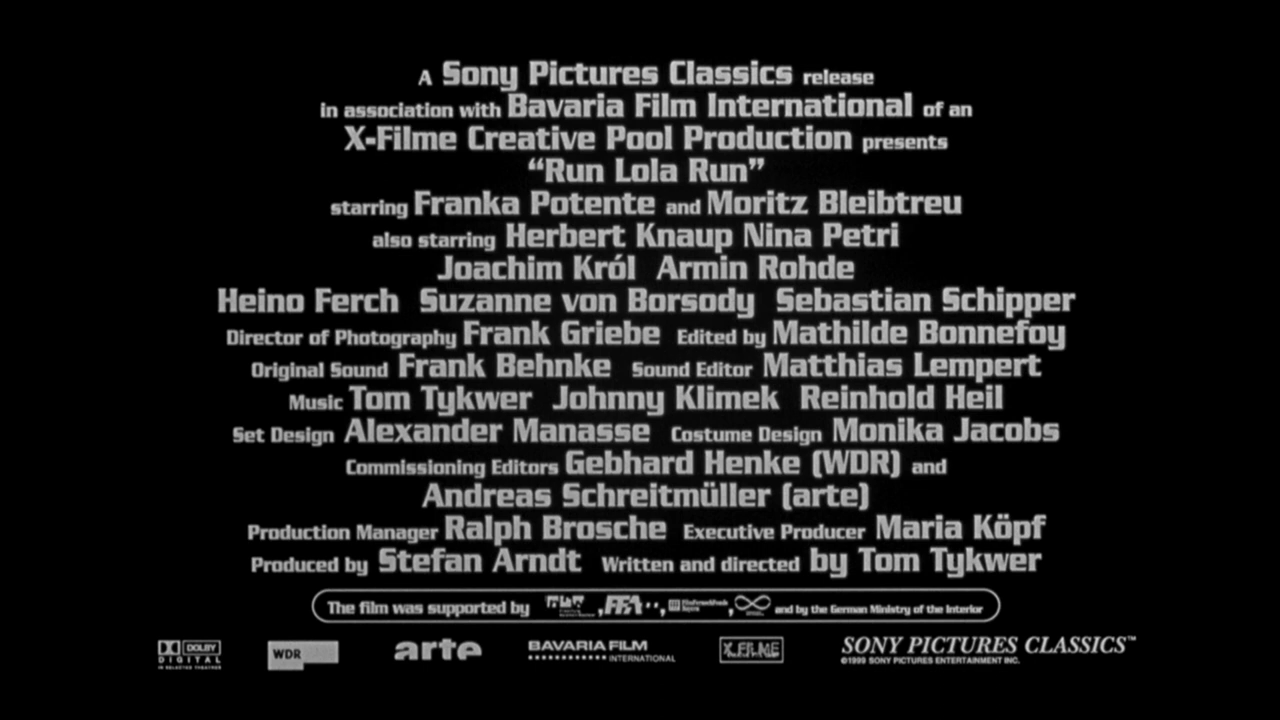 A Sony Pictures Classics release
in association with Bavaria Film International of an
X-Filme Creative Pool Production presents
“Run Lola Run”
starring Franka Potente and Moritz Bleibtreu
also starring Herbert Knaup Nina Petri
Joachim Król Armin Rohde
Heino Ferch Suzanne von Borsody Sebastian Schipper
Director of Photography Frank Griebe Edited by Mathilde Bonnefoy
Original Sound Frank Behnke Sound Editor Matthias Lempert
Music Tom Tykwer Johnny Klimek Reinhold Heil
Set Design Alexander Manasse Costume Design Monika Jacobs
Commissioning Editors Gebhard Henke (WDR) and
Andreas Schreitmüller (arte)
Production Manager Ralph Brosche Executive Producer Maria Köpf
Produced by Stefan Arndt Written and directed by Tom Tykwer
The film was supported by , FFA , FilmFernsehFonds Bayern , and by the German Ministry of the Interior
DOLBY DIGITAL IN SELECTED THEATRES
WDR
arte
BAVARIA FILM INTERNATIONAL
X FILME
SONY PICTURES CLASSICS™
©1999 SONY PICTURES ENTERTAINMENT INC.